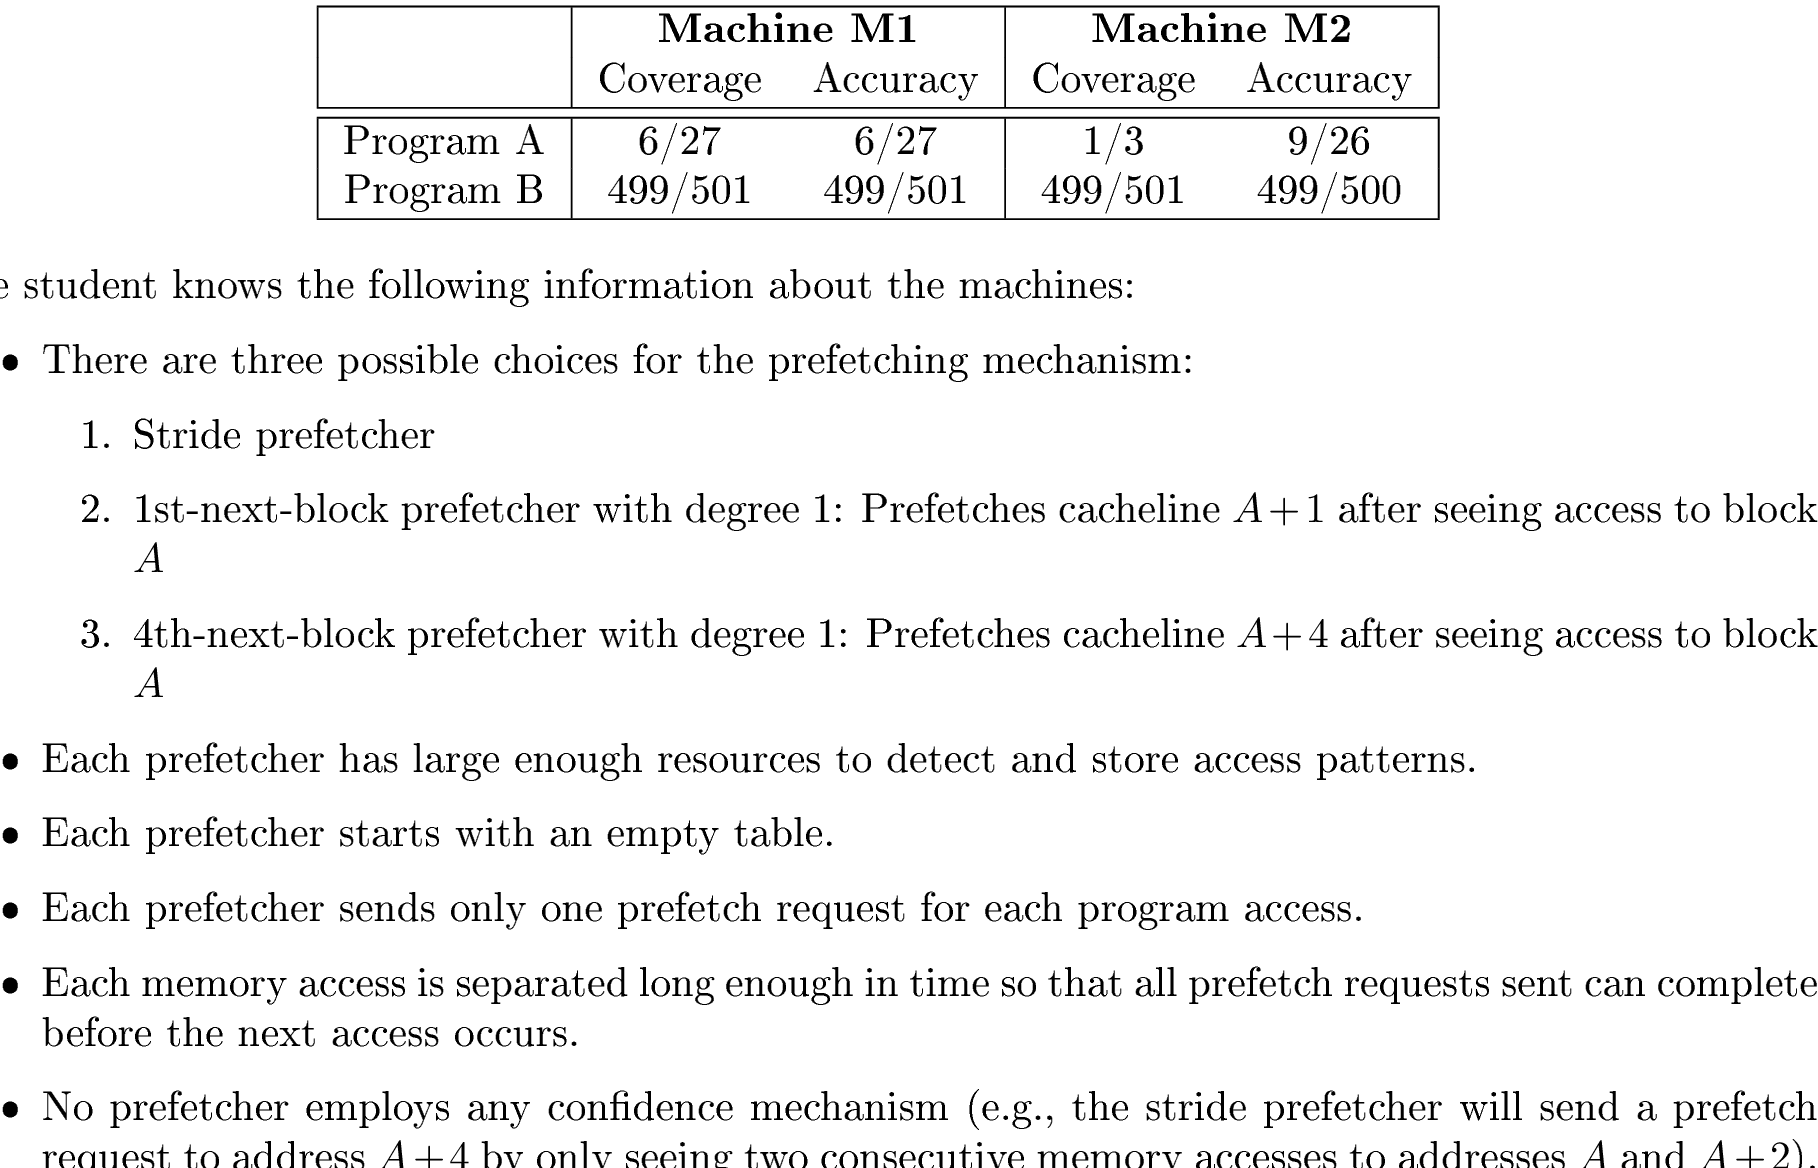 Machine M1 Machine M2
Coverage Accuracy Coverage Accuracy
Program A 6/27 6/27 1/3 9/26
Program B 499/501 499/501 499/501 499/500
e student knows the following information about the machines:
• There are three possible choices for the prefetching mechanism:
1. Stride prefetcher
2. 1st-next-block prefetcher with degree 1: Prefetches cacheline A+1 after seeing access to block
A
3. 4th-next-block prefetcher with degree 1: Prefetches cacheline A+4 after seeing access to block
A
• Each prefetcher has large enough resources to detect and store access patterns.
• Each prefetcher starts with an empty table.
• Each prefetcher sends only one prefetch request for each program access.
• Each memory access is separated long enough in time so that all prefetch requests sent can complete
before the next access occurs.
• No prefetcher employs any confidence mechanism (e.g., the stride prefetcher will send a prefetch
request to address A+4 by only seeing two consecutive memory accesses to addresses A and A+2)